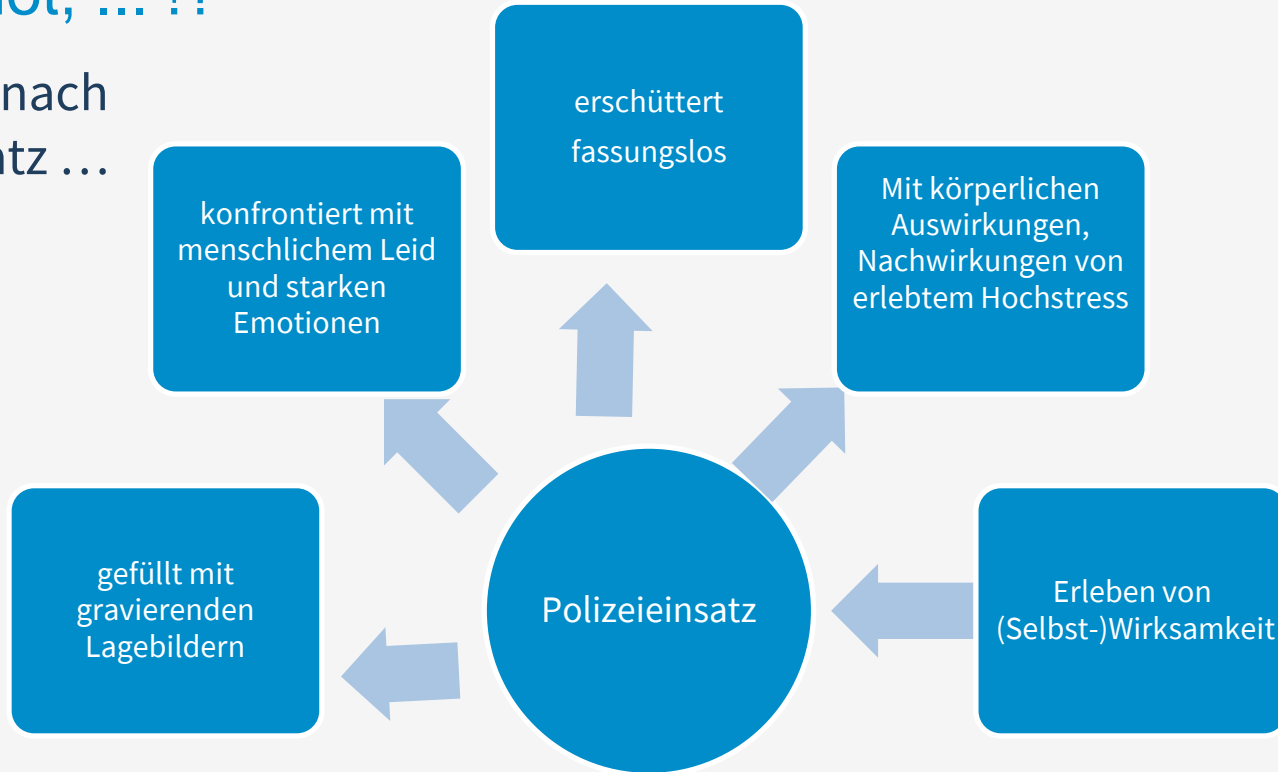 … ??
nach
…
erschüttert
fassungslos
konfrontiert mit
menschlichem Leid
und starken
Emotionen
Mit körperlichen
Auswirkungen,
Nachwirkungen von
erlebtem Hochstress
gefüllt mit
gravierenden
Lagebildern
Polizeieinsatz
Erleben von
(Selbst-)Wirksamkeit